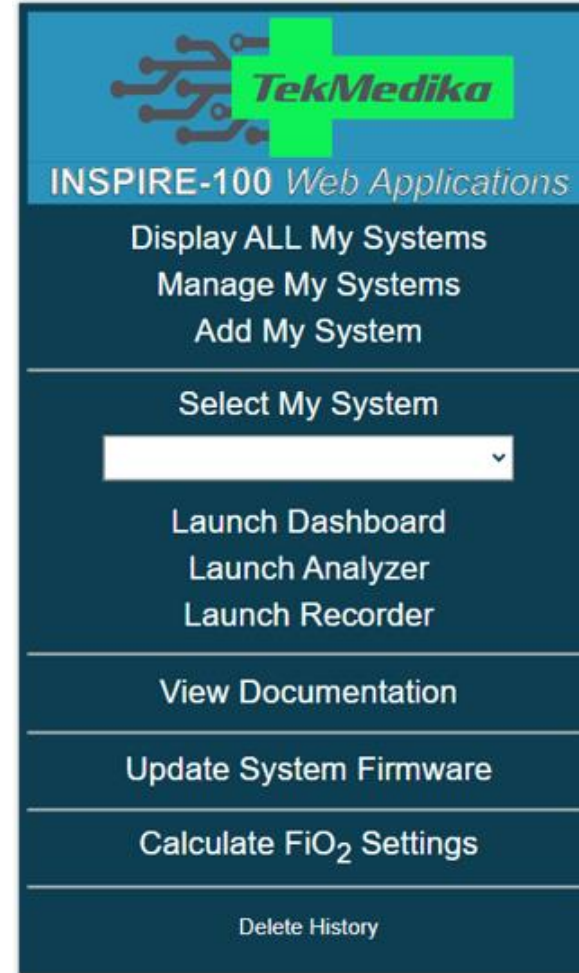 TekMedika
INSPIRE-100 Web Applications
Display ALL My Systems
Manage My Systems
Add My System
Select My System
Launch Dashboard
Launch Analyzer
Launch Recorder
View Documentation
Update System Firmware
Calculate FiO₂ Settings
Delete History